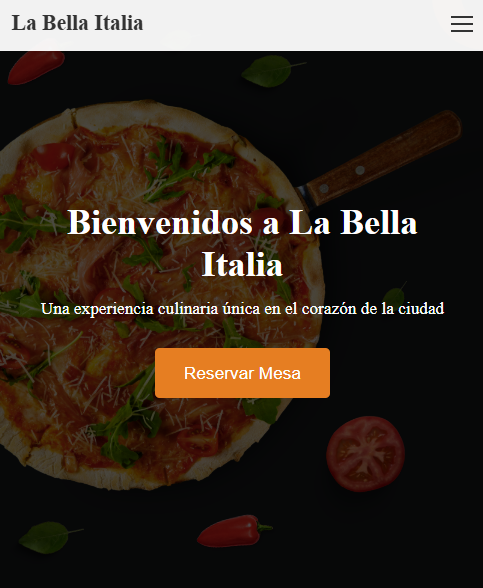 La Bella Italia
Bienvenidos a La Bella
Italia
Una experiencia culinaria única en el corazón de la ciudad
Reservar Mesa